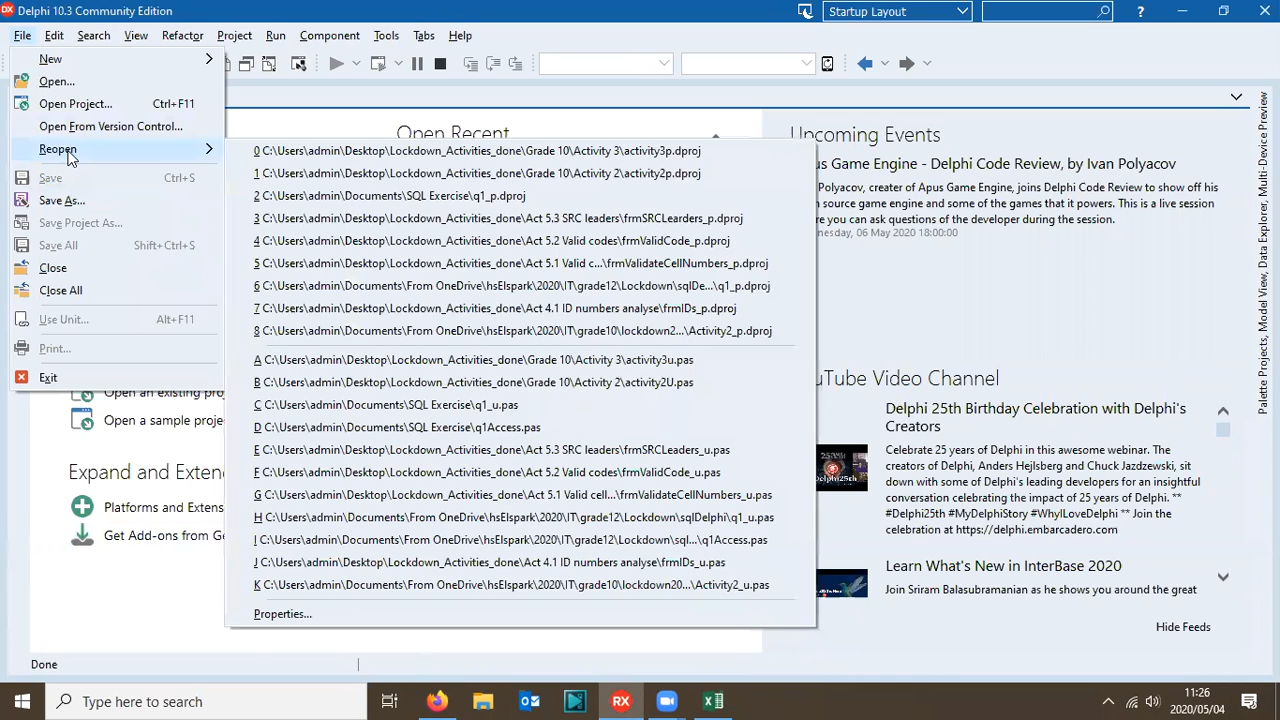 DX Delphi 10.3 Community Edition
Startup Layout
File Edit Search View Refactor Project Run Component Tools Tabs Help
New
Open...
Open Project... Ctrl+F11
Open From Version Control...
Reopen
Save Ctrl+S
Save As...
Save Project As...
Save All Shift+Ctrl+S
Close
Close All
Use Unit... Alt+F11
Print...
Exit
Open Recent
0 C:\Users\admin\Desktop\Lockdown_Activities_done\Grade 10\Activity 3\activity3p.dproj
1 C:\Users\admin\Desktop\Lockdown_Activities_done\Grade 10\Activity 2\activity2p.dproj
2 C:\Users\admin\Documents\SQL Exercise\q1_p.dproj
3 C:\Users\admin\Desktop\Lockdown_Activities_done\Act 5.3 SRC leaders\frmSRCLearders_p.dproj
4 C:\Users\admin\Desktop\Lockdown_Activities_done\Act 5.2 Valid codes\frmValidCode_p.dproj
5 C:\Users\admin\Desktop\Lockdown_Activities_done\Act 5.1 Valid c...\frmValidateCellNumbers_p.dproj
6 C:\Users\admin\Documents\From OneDrive\hsElspark\2020\IT\grade12\Lockdown\sqlDe...\q1_p.dproj
7 C:\Users\admin\Desktop\Lockdown_Activities_done\Act 4.1 ID numbers analyse\frmIDs_p.dproj
8 C:\Users\admin\Documents\From OneDrive\hsElspark\2020\IT\grade10\lockdown2...\Activity2_p.dproj
A C:\Users\admin\Desktop\Lockdown_Activities_done\Grade 10\Activity 3\activity3u.pas
B C:\Users\admin\Desktop\Lockdown_Activities_done\Grade 10\Activity 2\activity2U.pas
C C:\Users\admin\Documents\SQL Exercise\q1_u.pas
D C:\Users\admin\Documents\SQL Exercise\q1Access.pas
E C:\Users\admin\Desktop\Lockdown_Activities_done\Act 5.3 SRC leaders\frmSRCLeaders_u.pas
F C:\Users\admin\Desktop\Lockdown_Activities_done\Act 5.2 Valid codes\frmValidCode_u.pas
G C:\Users\admin\Desktop\Lockdown_Activities_done\Act 5.1 Valid cell...\frmValidateCellNumbers_u.pas
H C:\Users\admin\Documents\From OneDrive\hsElspark\2020\IT\grade12\Lockdown\sqlDelphi\q1_u.pas
I C:\Users\admin\Documents\From OneDrive\hsElspark\2020\IT\grade12\Lockdown\sql...\q1Access.pas
J C:\Users\admin\Desktop\Lockdown_Activities_done\Act 4.1 ID numbers analyse\frmIDs_u.pas
K C:\Users\admin\Documents\From OneDrive\hsElspark\2020\IT\grade10\lockdown20...\Activity2_u.pas
Properties...
Open an existing proj
Open a sample proje
Expand and Extend
Platforms and Extens
Get Add-ons from Ge
Upcoming Events
us Game Engine - Delphi Code Review, by Ivan Polyacov
Polyacov, creator of Apus Game Engine, joins Delphi Code Review to show off his
n source game engine and some of the games that it powers. This is a live session
re you can ask questions of the developer during the session.
nesday, 06 May 2020 18:00:00
uTube Video Channel
Delphi 25th Birthday Celebration with Delphi's
Creators
Celebrate 25 years of Delphi in this awesome webinar. The
creators of Delphi, Anders Hejlsberg and Chuck Jazdzewski, sit
down with some of Delphi's leading developers for an insightful
conversation celebrating the impact of 25 years of Delphi. **
#Delphi25th #MyDelphiStory #WhyILoveDelphi ** Join the
celebration at https://delphi.embarcadero.com
Learn What's New in InterBase 2020
Join Sriram Balasubramanian as he shows you around the great
Hide Feeds
Palette Projects, Model View, Data Explorer, Multi-Device Preview
Done
Type here to search
RX
11:26
2020/05/04